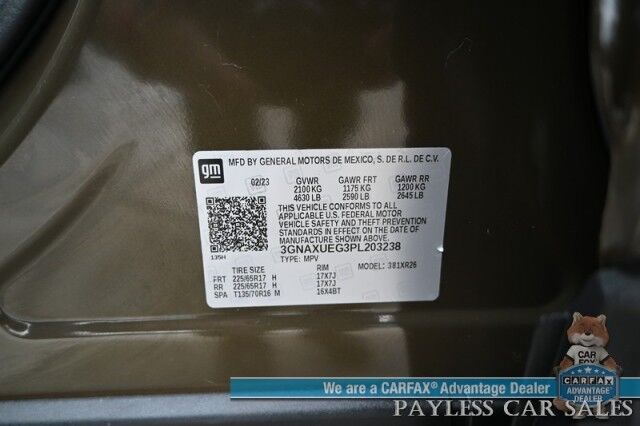 gm MFD BY GENERAL MOTORS DE MEXICO, S. DE R.L. DE C.V.
02/23 GVWR GAWR FRT GAWR RR
2100 KG 1175 KG 1200 KG
4630 LB 2590 LB 2645 LB
THIS VEHICLE CONFORMS TO ALL
APPLICABLE U.S. FEDERAL MOTOR
VEHICLE SAFETY AND THEFT PREVENTION
STANDARDS IN EFFECT ON THE DATE OF
MANUFACTURE SHOWN ABOVE.
135H 3GNAXUEG3PL203238
TYPE: MPV MODEL: 381XR26
TIRE SIZE RIM
FRT 225/65R17 H 17X7J
RR 225/65R17 H 17X7J
SPA T135/70R16 M 16X4BT
CAR
FOX
CARFAX
ADVANTAGE
DEALER
We are a CARFAX® Advantage Dealer
PAYLESS CAR SALES